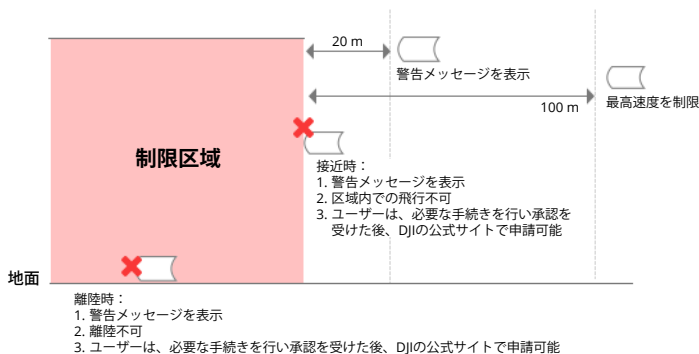 20 m
警告メッセージを表示
最高速度を制限
100 m
制限区域
接近時：
1. 警告メッセージを表示
2. 区域内での飛行不可
3. ユーザーは、必要な手続きを行い承認を
受けた後、DJIの公式サイトで申請可能
地面
離陸時：
1. 警告メッセージを表示
2. 離陸不可
3. ユーザーは、必要な手続きを行い承認を受けた後、DJIの公式サイトで申請可能